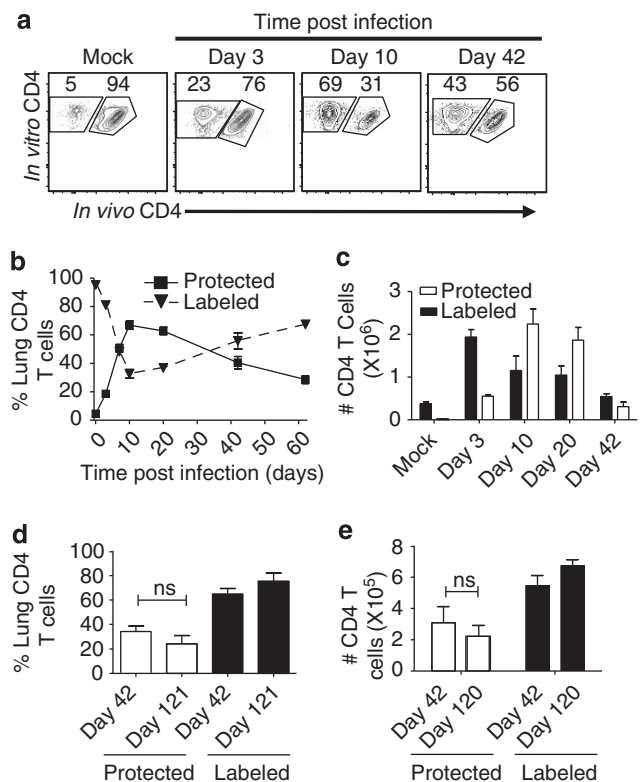 a
Time post infection
Mock Day 3 Day 10 Day 42
In vitro CD4
5 94 23 76 69 31 43 56
In vivo CD4
b
% Lung CD4
T cells
100
80
60
40
20
0
Protected
Labeled
0 10 20 30 40 50 60
Time post infection (days)
c
# CD4 T Cells
(X10⁶)
3
2
1
0
Protected
Labeled
Mock Day 3 Day 10 Day 20 Day 42
d
% Lung CD4
T cells
100
80
60
40
20
0
ns
Day 42 Day 121 Day 42 Day 121
Protected Labeled
e
# CD4 T
cells (X10⁵)
8
6
4
2
0
ns
Day 42 Day 120 Day 42 Day 120
Protected Labeled